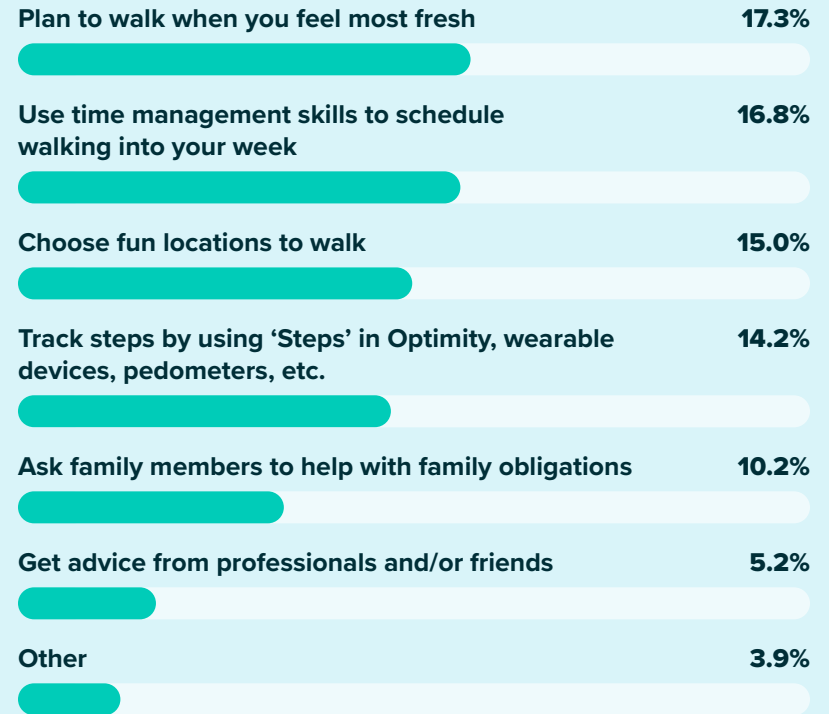 Plan to walk when you feel most fresh 17.3%
Use time management skills to schedule 16.8%
walking into your week
Choose fun locations to walk 15.0%
Track steps by using ‘Steps’ in Optimity, wearable 14.2%
devices, pedometers, etc.
Ask family members to help with family obligations 10.2%
Get advice from professionals and/or friends 5.2%
Other 3.9%